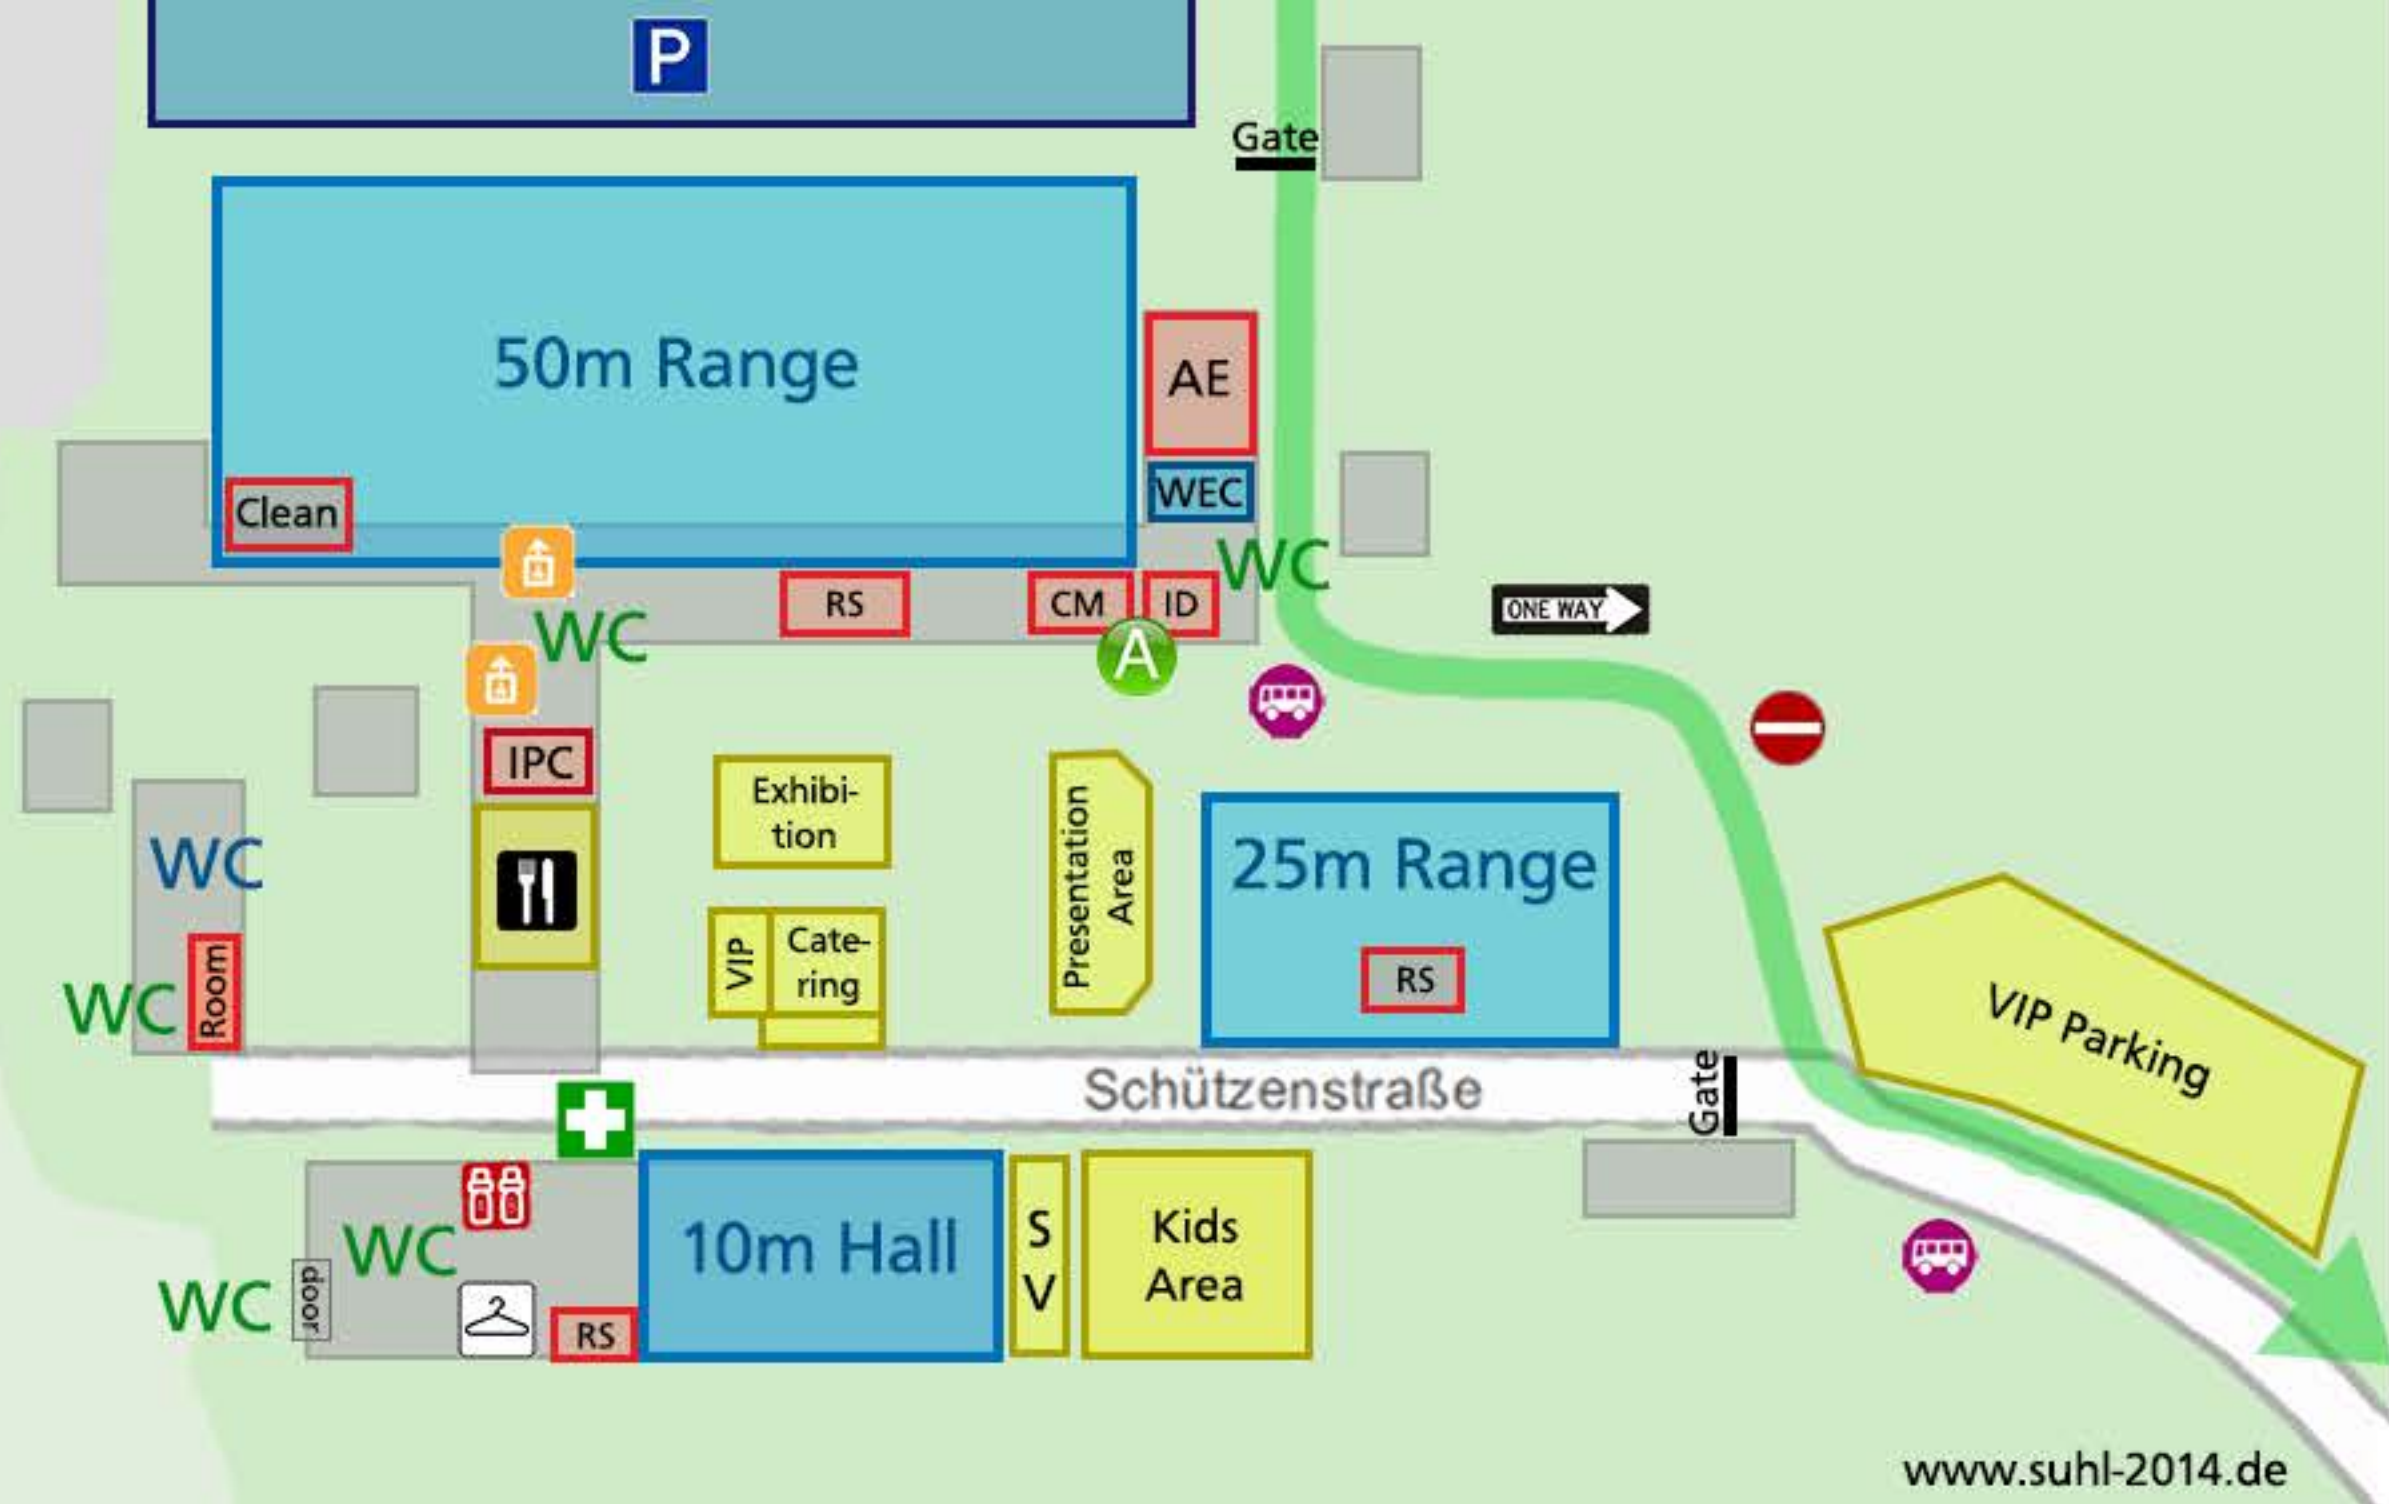 P
Gate
50m Range
AE
WEC
Clean
WC
RS
CM
ID
ONE WAY
WC
A
IPC
Exhibi-
tion
Presentation
Area
25m Range
WC
VIP
Cate-
ring
RS
Room
WC
VIP Parking
Schützenstraße
Gate
10m Hall
S
V
Kids
Area
WC
WC
door
RS
www.suhl-2014.de